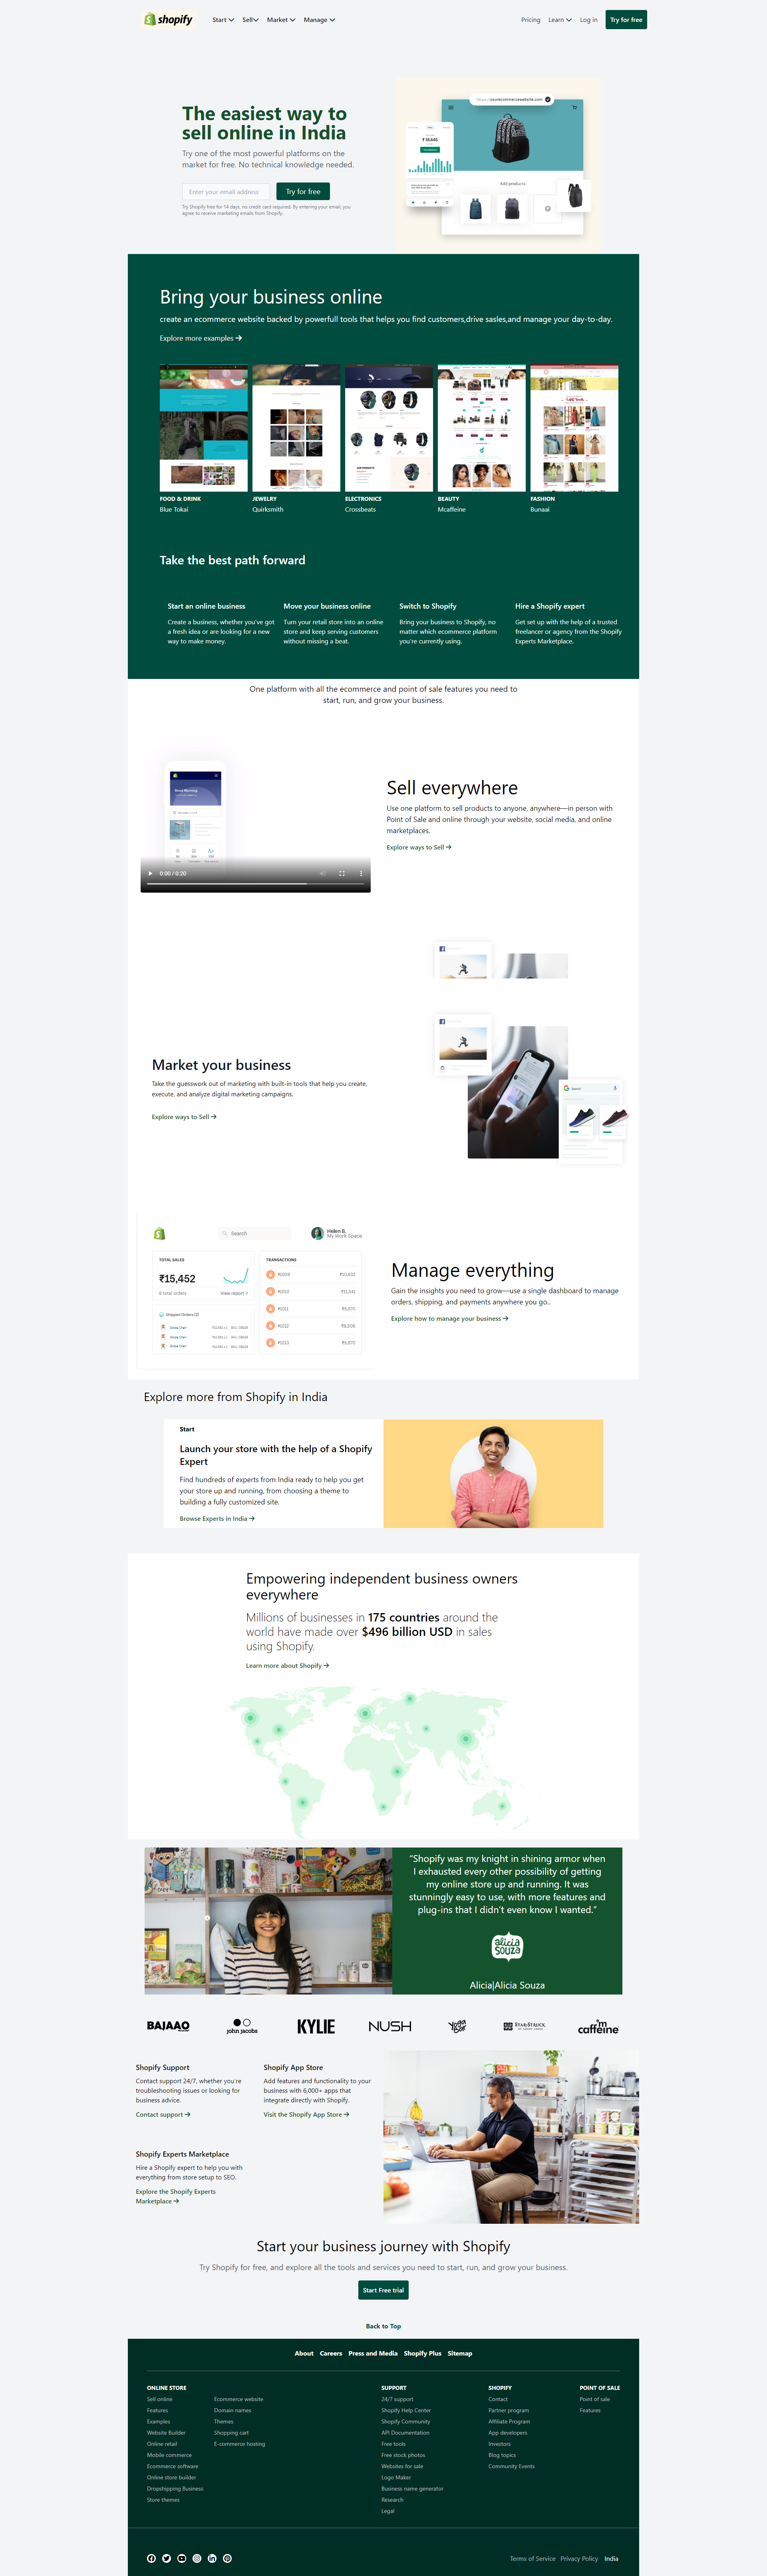 shopify
Start Sell Market Manage
Pricing Learn Log in Try for free
The easiest way to
sell online in India
Try one of the most powerful platforms on the
market for free. No technical knowledge needed.
Enter your email address Try for free
Try Shopify free for 14 days, no credit card required. By entering your email, you
agree to receive marketing emails from Shopify.
https://yourecommercewebsite.com
Add products
Bring your business online
create an ecommerce website backed by powerfull tools that helps you find customers,drive sasles,and manage your day-to-day.
Explore more examples →
FOOD & DRINK
Blue Tokai
JEWELRY
Quirksmith
ELECTRONICS
Crossbeats
BEAUTY
Mcaffeine
FASHION
Bunaai
Take the best path forward
Start an online business
Create a business, whether you've got
a fresh idea or are looking for a new
way to make money.
Move your business online
Turn your retail store into an online
store and keep serving customers
without missing a beat.
Switch to Shopify
Bring your business to Shopify, no
matter which ecommerce platform
you're currently using.
Hire a Shopify expert
Get set up with the help of a trusted
freelancer or agency from the Shopify
Experts Marketplace.
One platform with all the ecommerce and point of sale features you need to
start, run, and grow your business.
Good Morning.
0:00 / 0:20
Sell everywhere
Use one platform to sell products to anyone, anywhere—in person with
Point of Sale and online through your website, social media, and online
marketplaces.
Explore ways to Sell →
Market your business
Take the guesswork out of marketing with built-in tools that help you create,
execute, and analyze digital marketing campaigns.
Explore ways to Sell →
Search
Search
Helen B.
My Work Space
TOTAL SALES
₹15,452
6 total orders View report >
Shipped Orders (2)
TRANSACTIONS
Manage everything
Gain the insights you need to grow—use a single dashboard to manage
orders, shipping, and payments anywhere you go..
Explore how to manage your business →
Explore more from Shopify in India
Start
Launch your store with the help of a Shopify
Expert
Find hundreds of experts from India ready to help you get
your store up and running, from choosing a theme to
building a fully customized site.
Browse Experts in India →
Empowering independent business owners
everywhere
Millions of businesses in 175 countries around the
world have made over $496 billion USD in sales
using Shopify.
Learn more about Shopify →
“Shopify was my knight in shining armor when
I exhausted every other possibility of getting
my online store up and running. It was
stunningly easy to use, with more features and
plug-ins that I didn’t even know I wanted.”
alicia
souza
Alicia|Alicia Souza
BAJAAO
john jacobs
KYLIE
NUSH
STAR STRUCK
m
caffeine
Shopify Support
Contact support 24/7, whether you're
troubleshooting issues or looking for
business advice.
Contact support →
Shopify App Store
Add features and functionality to your
business with 6,000+ apps that
integrate directly with Shopify.
Visit the Shopify App Store →
Shopify Experts Marketplace
Hire a Shopify expert to help you with
everything from store setup to SEO.
Explore the Shopify Experts
Marketplace →
Start your business journey with Shopify
Try Shopify for free, and explore all the tools and services you need to start, run, and grow your business.
Start Free trial
Back to Top
About Careers Press and Media Shopify Plus Sitemap
ONLINE STORE
Sell online
Features
Examples
Website Builder
Online retail
Mobile commerce
Ecommerce software
Online store builder
Dropshipping Business
Store themes
Ecommerce website
Domain names
Themes
Shopping cart
E-commerce hosting
SUPPORT
24/7 support
Shopify Help Center
Shopify Community
API Documentation
Free tools
Free stock photos
Websites for sale
Logo Maker
Business name generator
Research
Legal
SHOPIFY
Contact
Partner program
Affiliate Program
App developers
Investors
Blog topics
Community Events
POINT OF SALE
Point of sale
Features
Terms of Service Privacy Policy India